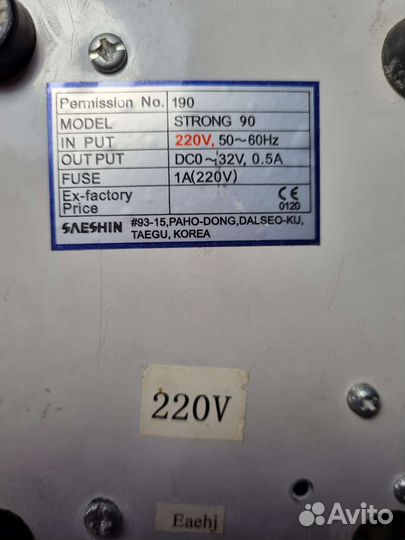 Permission No. 190
MODEL STRONG 90
IN PUT 220V, 50~60Hz
OUT PUT DC0~32V, 0.5A
FUSE 1A(220V)
Ex-factory
Price CE 0120
SAESHIN #93-15,PAHO-DONG,DALSEO-KU,
TAEGU, KOREA
220V
Eaehj
Avito